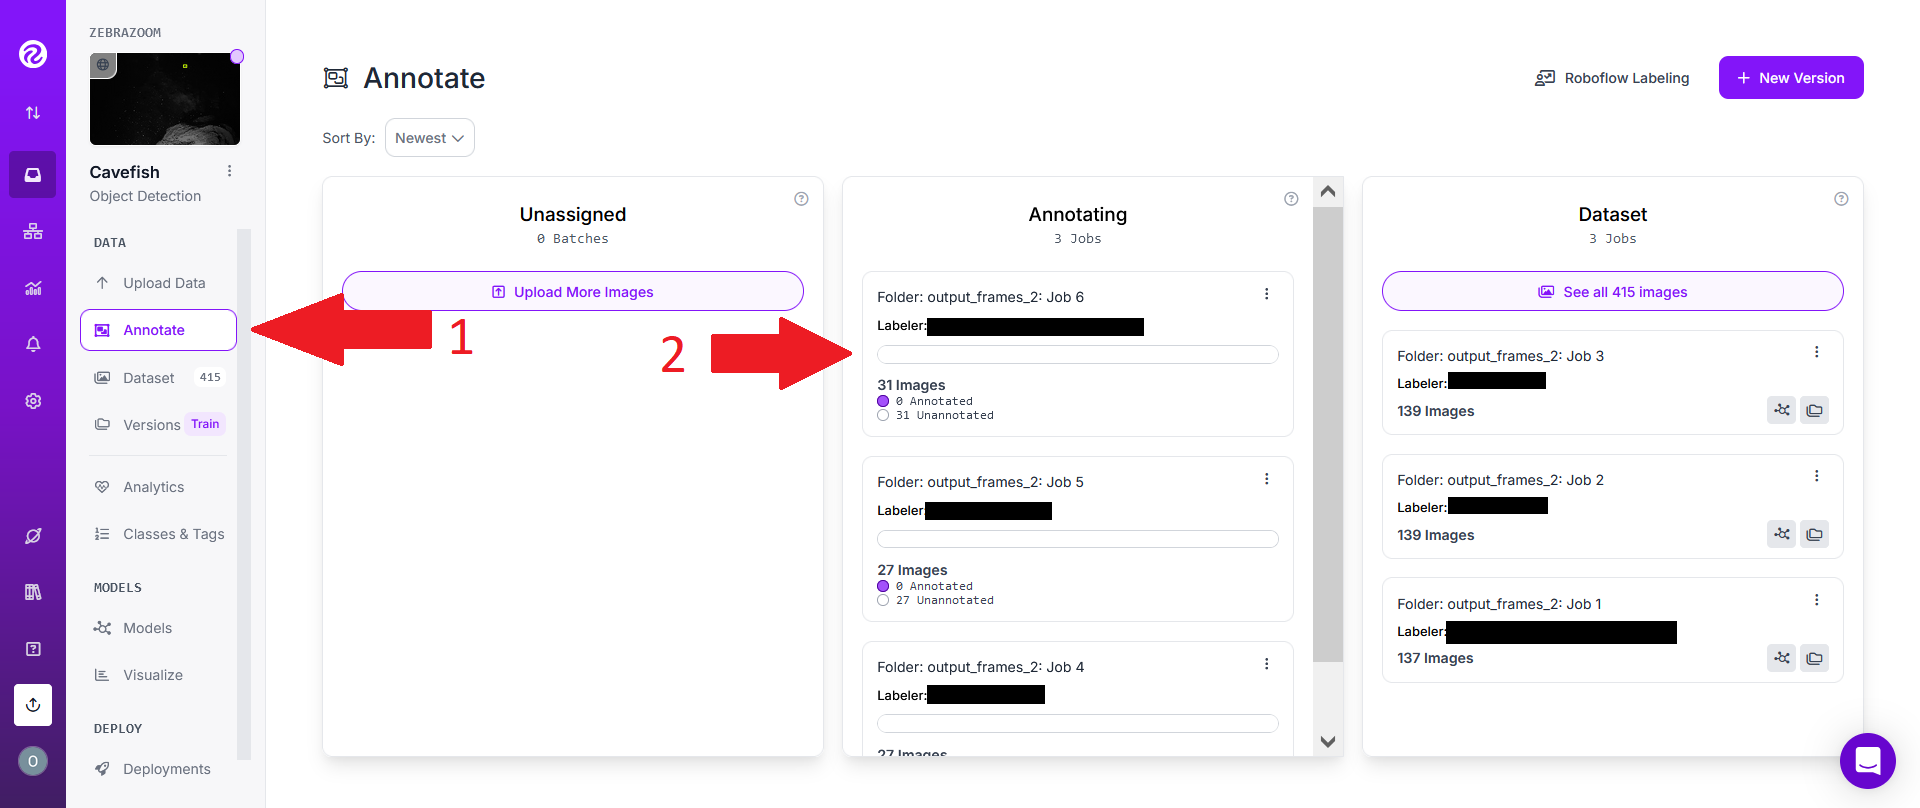 ZEBRAZOOM
Cavefish
Object Detection
DATA
Upload Data
Annotate
Dataset 415
Versions Train
Analytics
Classes & Tags
MODELS
Models
Visualize
DEPLOY
Deployments
O
Annotate
Roboflow Labeling
+ New Version
Sort By: Newest
Unassigned
0 Batches
Upload More Images
1
2
Annotating
3 Jobs
Folder: output_frames_2: Job 6
Labeler:
31 Images
0 Annotated
31 Unannotated
Folder: output_frames_2: Job 5
Labeler:
27 Images
0 Annotated
27 Unannotated
Folder: output_frames_2: Job 4
Labeler:
27 Images
Dataset
3 Jobs
See all 415 images
Folder: output_frames_2: Job 3
Labeler:
139 Images
Folder: output_frames_2: Job 2
Labeler:
139 Images
Folder: output_frames_2: Job 1
Labeler:
137 Images